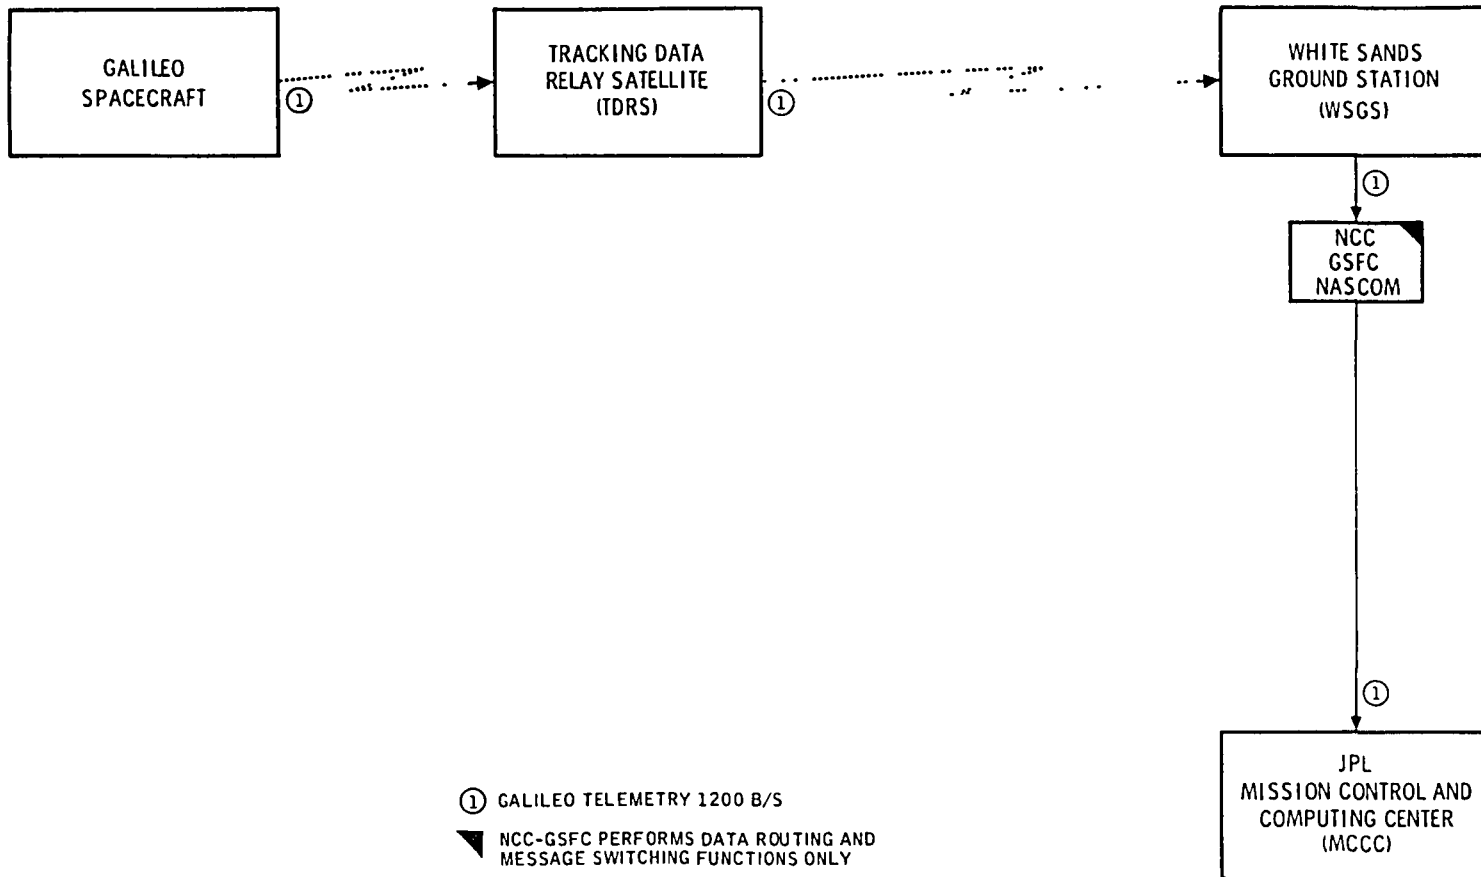 GALILEO
SPACECRAFT
①
TRACKING DATA
RELAY SATELLITE
(TDRS)
①
WHITE SANDS
GROUND STATION
(WSGS)
①
NCC
GSFC
NASCOM
①
JPL
MISSION CONTROL AND
COMPUTING CENTER
(MCCC)
① GALILEO TELEMETRY 1200 B/S
NCC-GSFC PERFORMS DATA ROUTING AND
MESSAGE SWITCHING FUNCTIONS ONLY